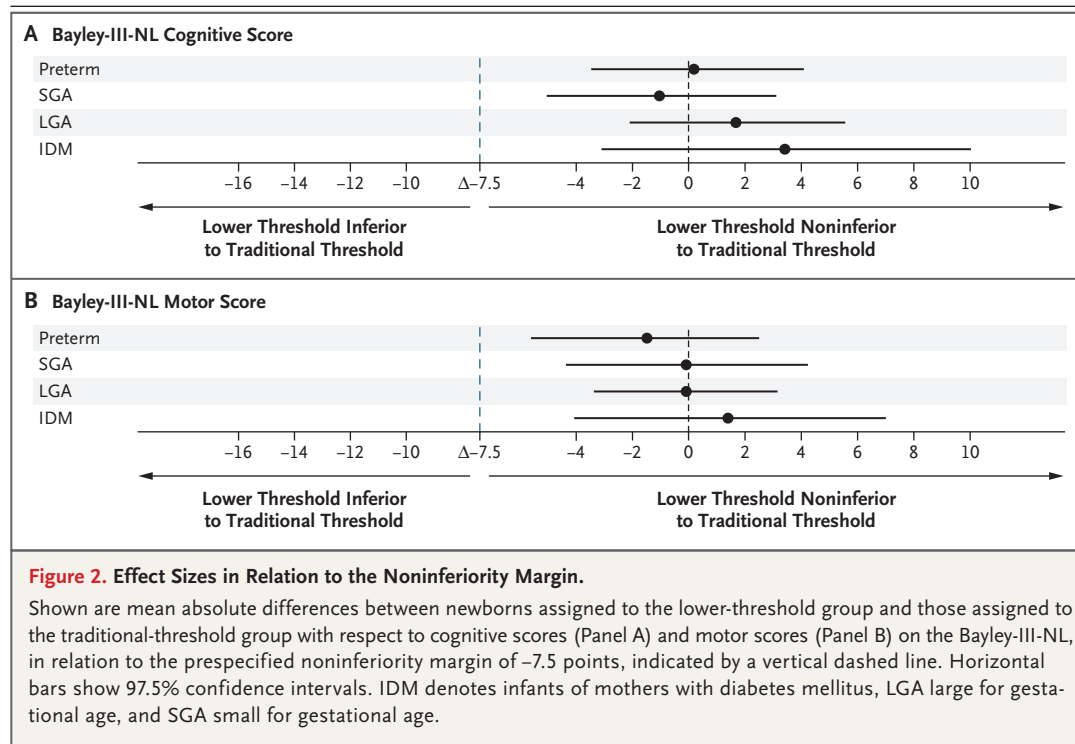 A Bayley-III-NL Cognitive Score
Preterm
SGA
LGA
IDM
–16 –14 –12 –10 Δ–7.5 –4 –2 0 2 4 6 8 10
Lower Threshold Inferior
to Traditional Threshold
Lower Threshold Noninferior
to Traditional Threshold
B Bayley-III-NL Motor Score
Preterm
SGA
LGA
IDM
–16 –14 –12 –10 Δ–7.5 –4 –2 0 2 4 6 8 10
Lower Threshold Inferior
to Traditional Threshold
Lower Threshold Noninferior
to Traditional Threshold
Figure 2. Effect Sizes in Relation to the Noninferiority Margin.
Shown are mean absolute differences between newborns assigned to the lower-threshold group and those assigned to
the traditional-threshold group with respect to cognitive scores (Panel A) and motor scores (Panel B) on the Bayley-III-NL,
in relation to the prespecified noninferiority margin of –7.5 points, indicated by a vertical dashed line. Horizontal
bars show 97.5% confidence intervals. IDM denotes infants of mothers with diabetes mellitus, LGA large for gesta-
tional age, and SGA small for gestational age.